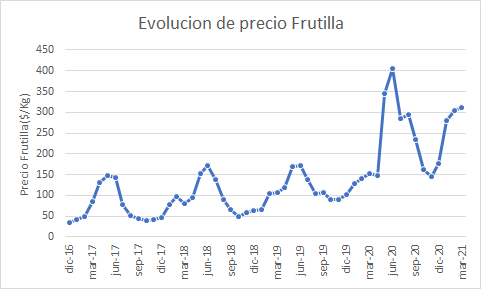 Evolucion de precio Frutilla
Precio Frutilla($/Kg)
450
400
350
300
250
200
150
100
50
0
dic-16
mar-17
jun-17
sep-17
dic-17
mar-18
jun-18
sep-18
dic-18
mar-19
jun-19
sep-19
dic-19
mar-20
jun-20
sep-20
dic-20
mar-21